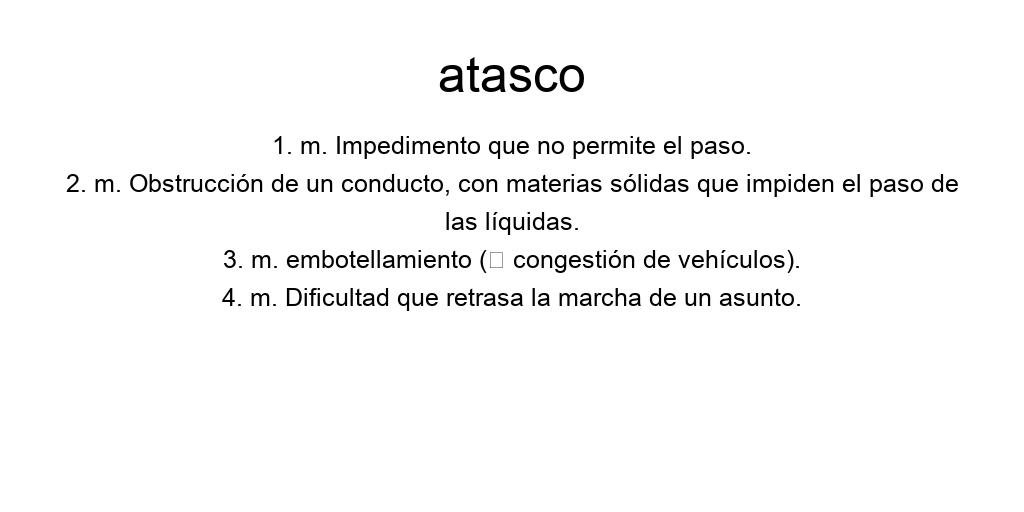 atasco
1. m. Impedimento que no permite el paso.
2. m. Obstrucción de un conducto, con materias sólidas que impiden el paso de
las líquidas.
3. m. embotellamiento (□ congestión de vehículos).
4. m. Dificultad que retrasa la marcha de un asunto.